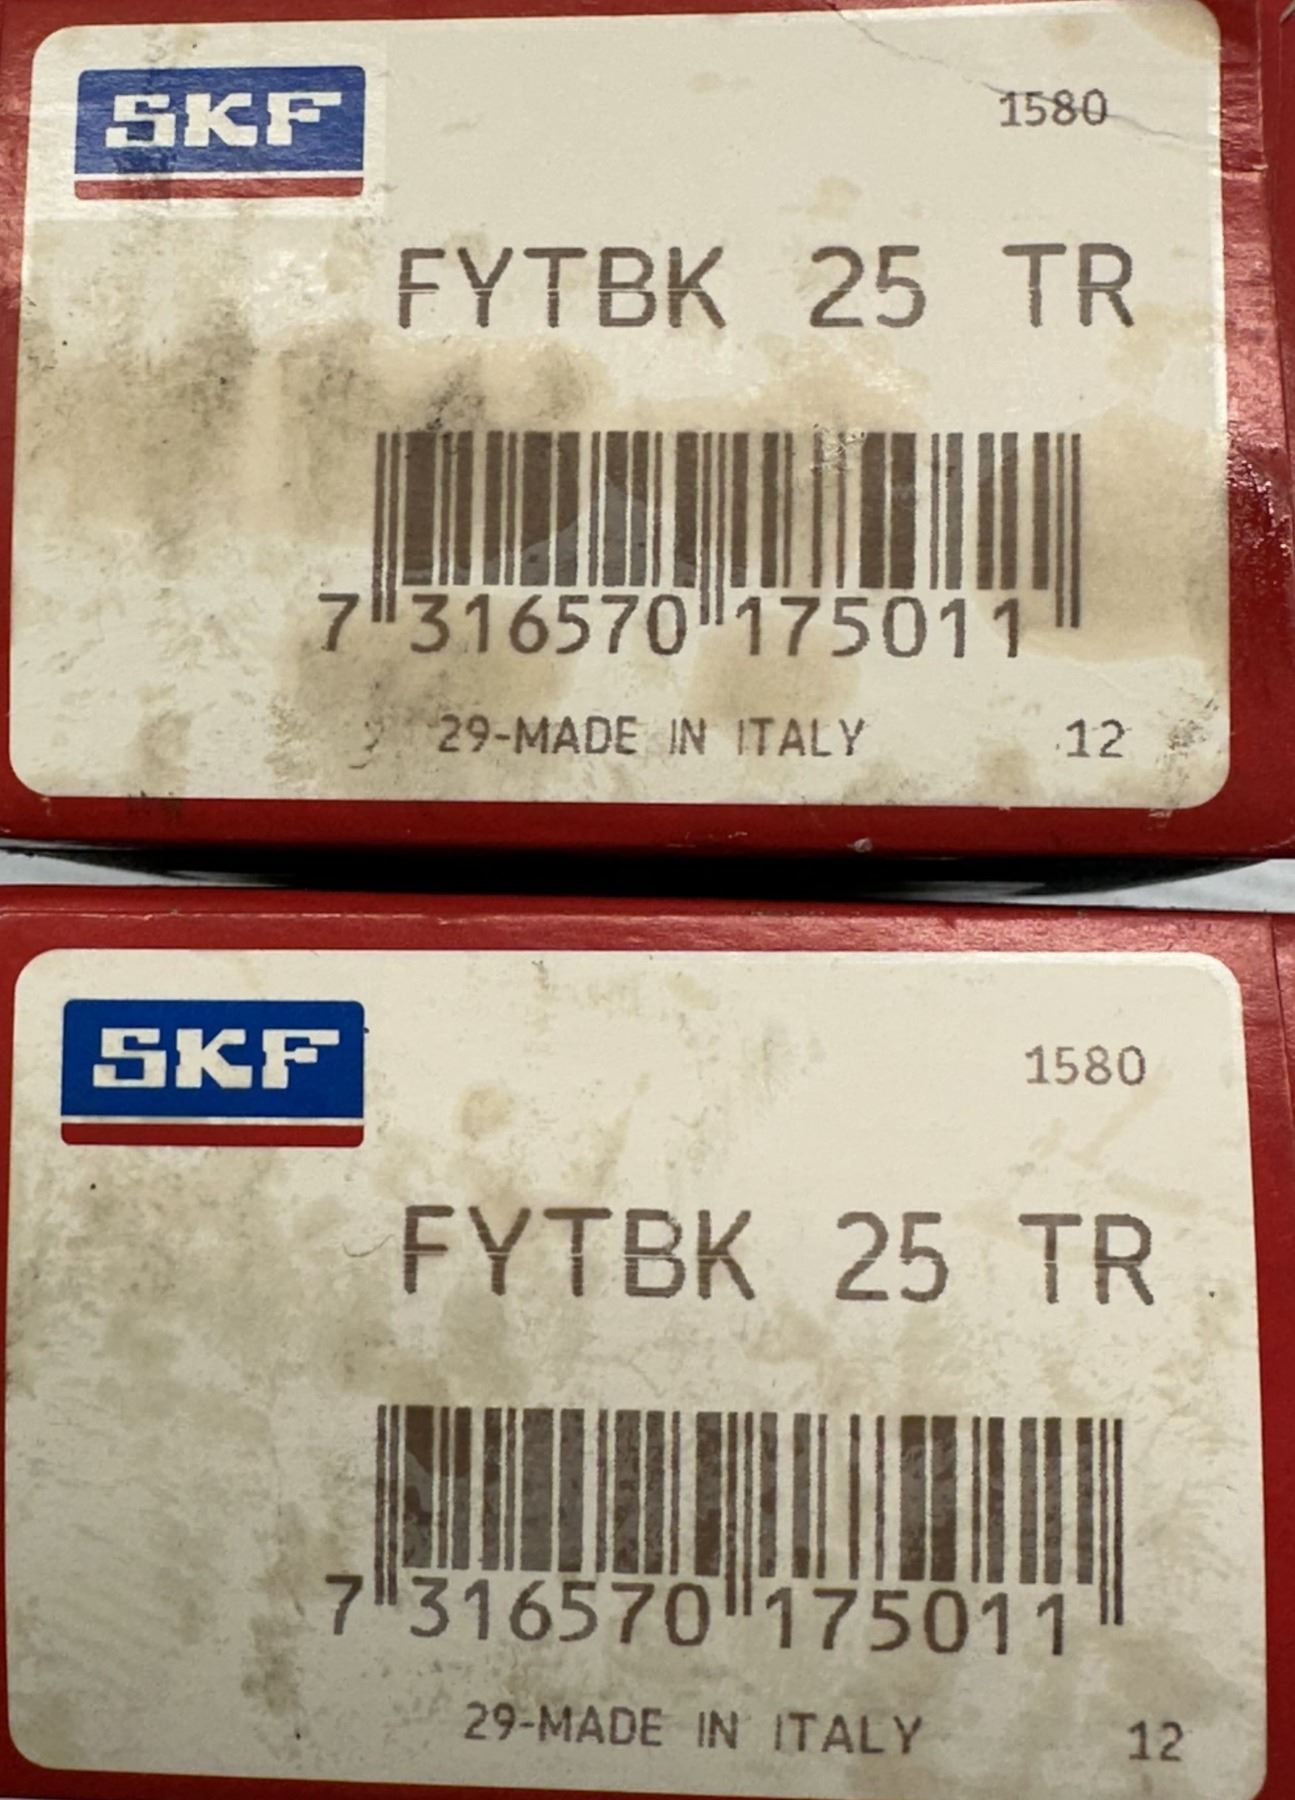 SKF
1580
FYTBK 25 TR
7 316570 175011
29-MADE IN ITALY 12
SKF
1580
FYTBK 25 TR
7 316570 175011
29-MADE IN ITALY 12